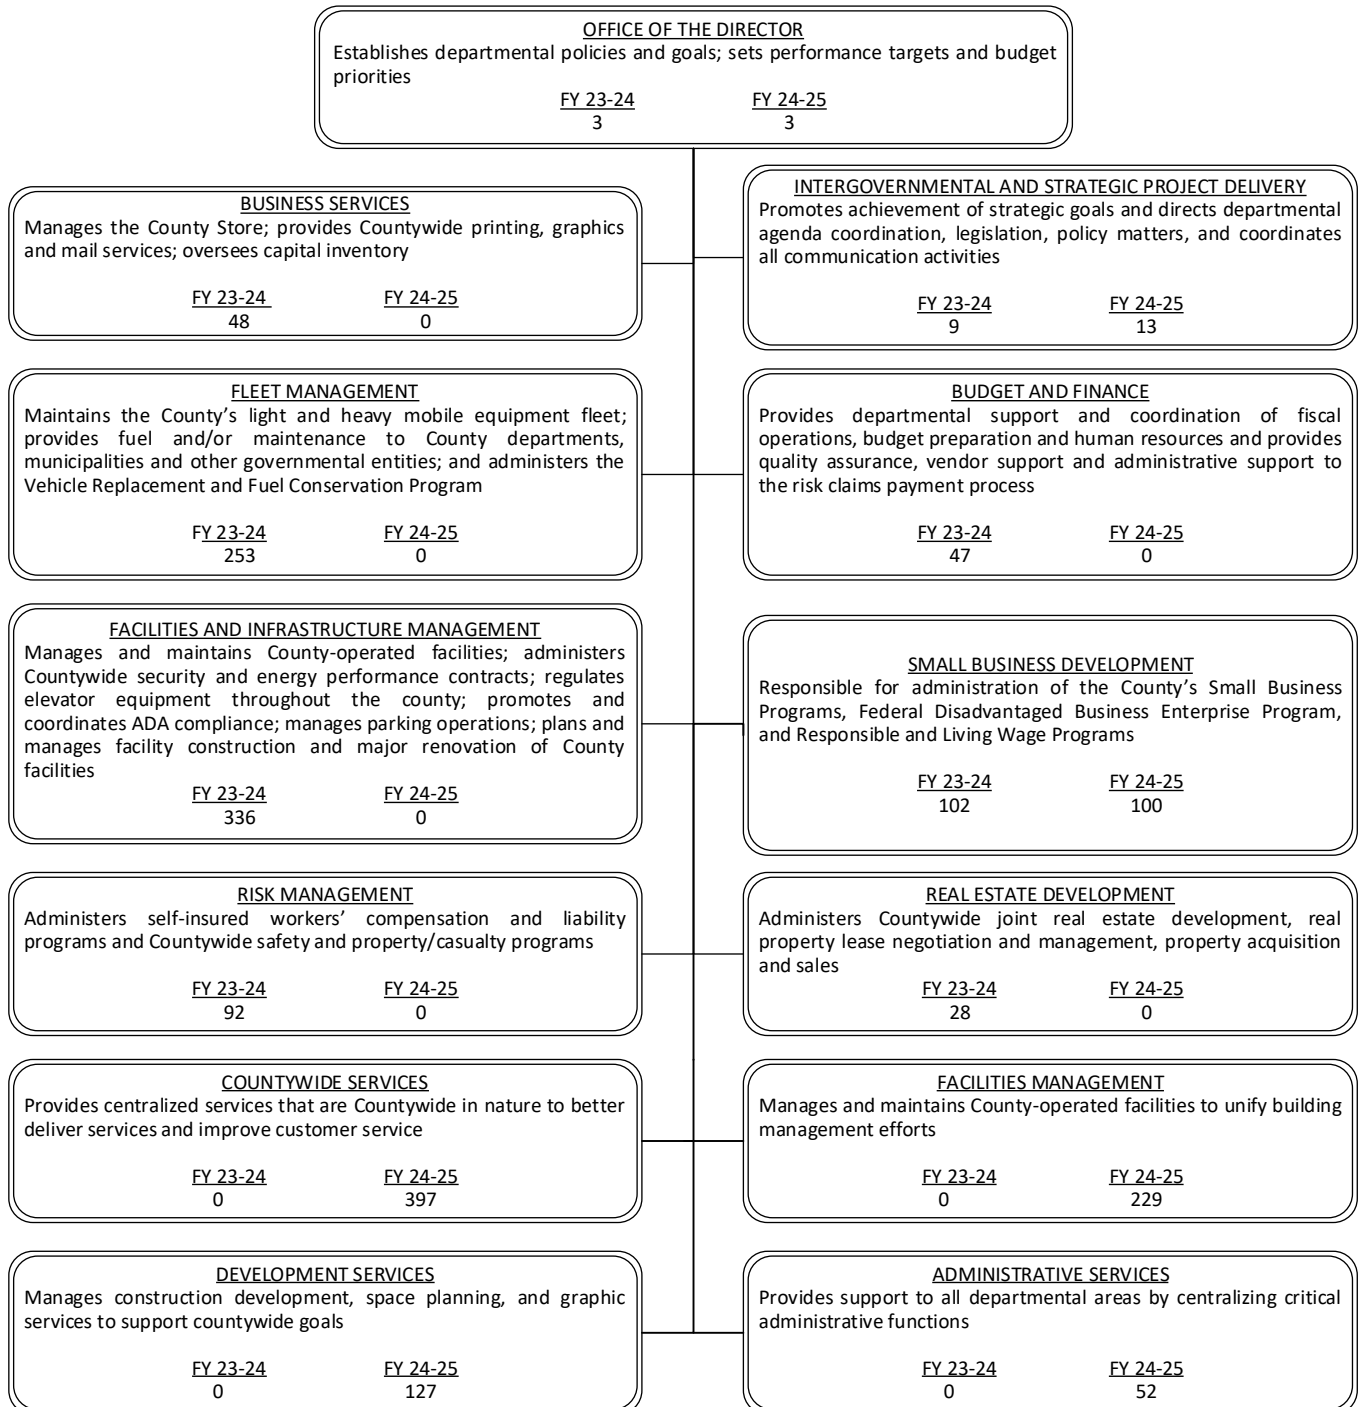 OFFICE OF THE DIRECTOR
Establishes departmental policies and goals; sets performance targets and budget
priorities
FY 23-24 FY 24-25
3 3
BUSINESS SERVICES
Manages the County Store; provides Countywide printing, graphics
and mail services; oversees capital inventory
FY 23-24 FY 24-25
48 0
INTERGOVERNMENTAL AND STRATEGIC PROJECT DELIVERY
Promotes achievement of strategic goals and directs departmental
agenda coordination, legislation, policy matters, and coordinates
all communication activities
FY 23-24 FY 24-25
9 13
FLEET MANAGEMENT
Maintains the County’s light and heavy mobile equipment fleet;
provides fuel and/or maintenance to County departments,
municipalities and other governmental entities; and administers the
Vehicle Replacement and Fuel Conservation Program
FY 23-24 FY 24-25
253 0
BUDGET AND FINANCE
Provides departmental support and coordination of fiscal
operations, budget preparation and human resources and provides
quality assurance, vendor support and administrative support to
the risk claims payment process
FY 23-24 FY 24-25
47 0
FACILITIES AND INFRASTRUCTURE MANAGEMENT
Manages and maintains County-operated facilities; administers
Countywide security and energy performance contracts; regulates
elevator equipment throughout the county; promotes and
coordinates ADA compliance; manages parking operations; plans and
manages facility construction and major renovation of County
facilities
FY 23-24 FY 24-25
336 0
SMALL BUSINESS DEVELOPMENT
Responsible for administration of the County’s Small Business
Programs, Federal Disadvantaged Business Enterprise Program,
and Responsible and Living Wage Programs
FY 23-24 FY 24-25
102 100
RISK MANAGEMENT
Administers self-insured workers’ compensation and liability
programs and Countywide safety and property/casualty programs
FY 23-24 FY 24-25
92 0
REAL ESTATE DEVELOPMENT
Administers Countywide joint real estate development, real
property lease negotiation and management, property acquisition
and sales
FY 23-24 FY 24-25
28 0
COUNTYWIDE SERVICES
Provides centralized services that are Countywide in nature to better
deliver services and improve customer service
FY 23-24 FY 24-25
0 397
FACILITIES MANAGEMENT
Manages and maintains County-operated facilities to unify building
management efforts
FY 23-24 FY 24-25
0 229
DEVELOPMENT SERVICES
Manages construction development, space planning, and graphic
services to support countywide goals
FY 23-24 FY 24-25
0 127
ADMINISTRATIVE SERVICES
Provides support to all departmental areas by centralizing critical
administrative functions
FY 23-24 FY 24-25
0 52